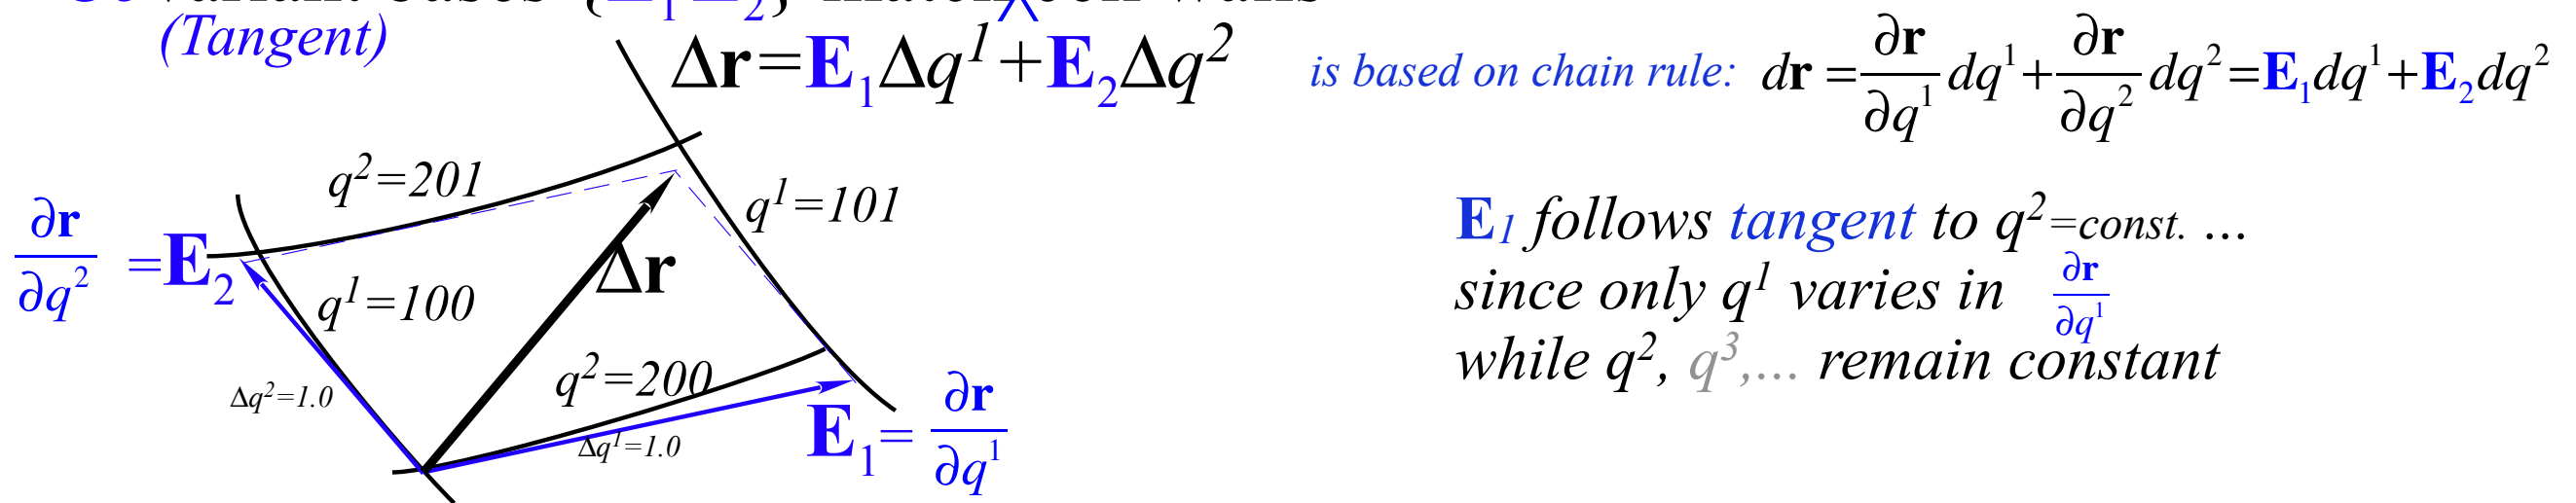 (Tangent)
Δr=E₁Δq¹+E₂Δq²
is based on chain rule: dr = ∂r/∂q¹ dq¹ + ∂r/∂q² dq² = E₁dq¹+E₂dq²
q²=201
q¹=101
∂r/∂q² =E₂
q¹=100
Δr
q²=200
Δq²=1.0
Δq¹=1.0
E₁= ∂r/∂q¹
E₁ follows tangent to q²=const. ...
since only q¹ varies in ∂r/∂q¹
while q², q³,... remain constant